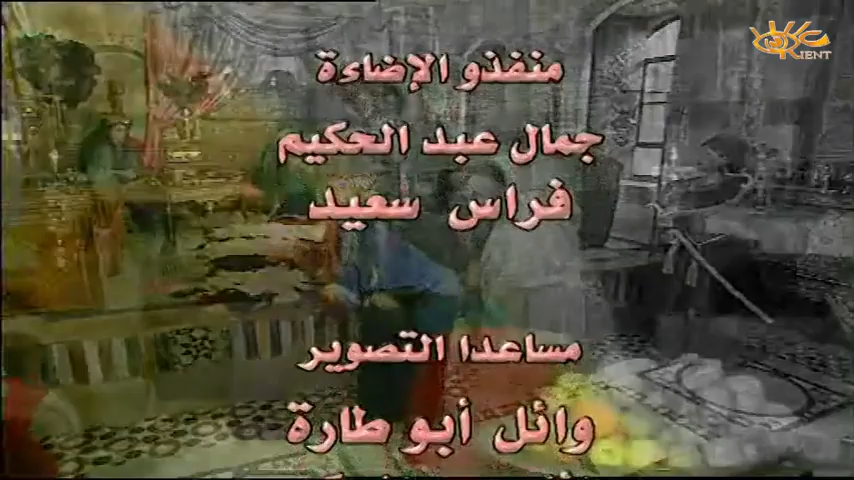 منفذو الإضاءة
جمال عبد الحكيم
فراس سعيد
مساعدا التصوير
وائل أبو طارة